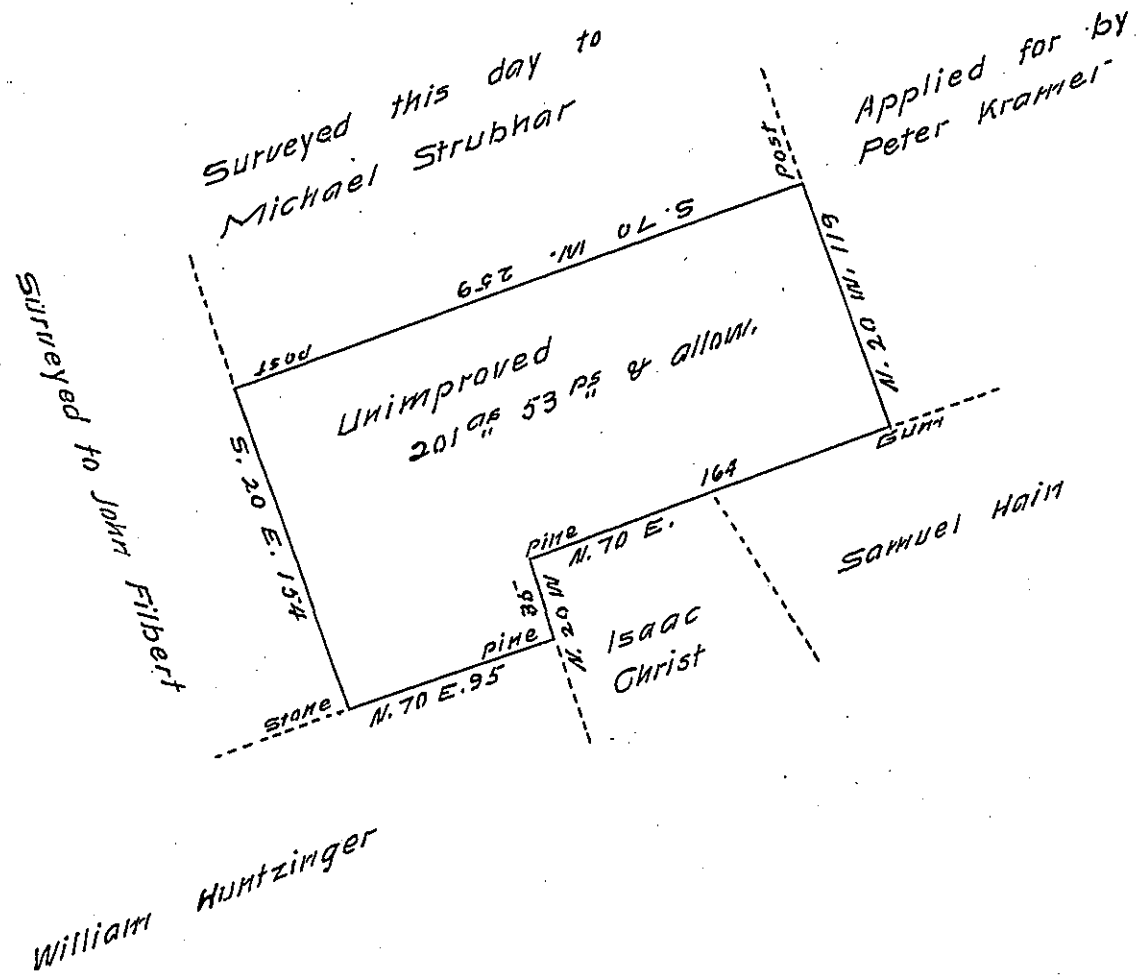 Surveyed this day to
Michael Strubhar
Applied for by
Peter Kramer
post
S. 70 W. 259
post
N. 20 W. 119
Surveyed to John Filbert
Unimproved
201 as 53 ps & allow.
S. 20 E. 154
Gum
164
N. 70 E.
pine
35
N. 20 W
pine
Isaac
Christ
Samuel Hain
N. 70 E. 95
stone
William Huntzinger